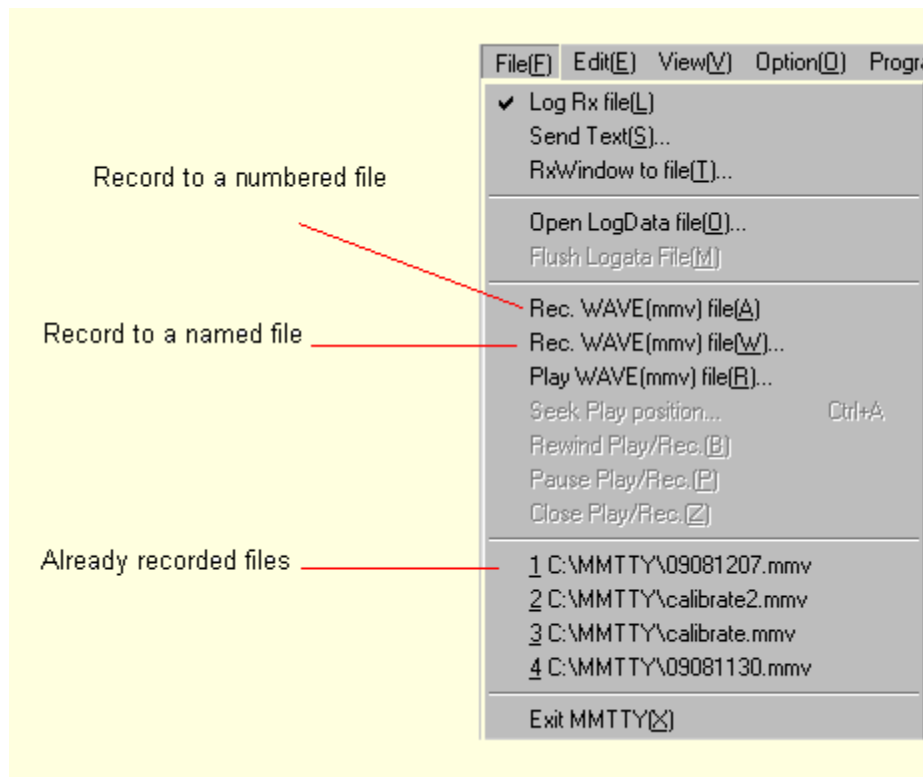 File(F) Edit(E) View(V) Option(O) Progra
✔ Log Rx file(L)
Send Text(S)...
RxWindow to file(T)...
Record to a numbered file
Open LogData file(O)...
Flush Logata File(M)
Rec. WAVE(mmv) file(A)
Record to a named file
Rec. WAVE(mmv) file(W)...
Play WAVE(mmv) file(R)...
Seek Play position... Ctrl+A
Rewind Play/Rec.(B)
Pause Play/Rec.(P)
Close Play/Rec.(Z)
Already recorded files
1 C:\MMTTY\09081207.mmv
2 C:\MMTTY\calibrate2.mmv
3 C:\MMTTY\calibrate.mmv
4 C:\MMTTY\09081130.mmv
Exit MMTTY(X)